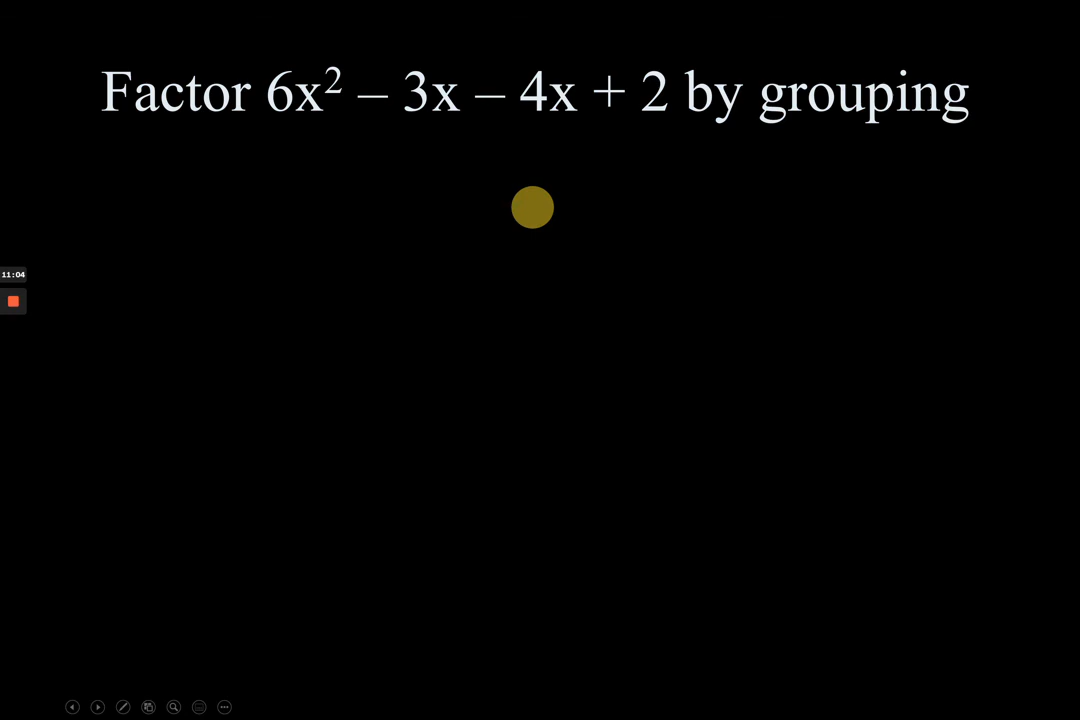 Factor 6x² – 3x – 4x + 2 by grouping
11:04